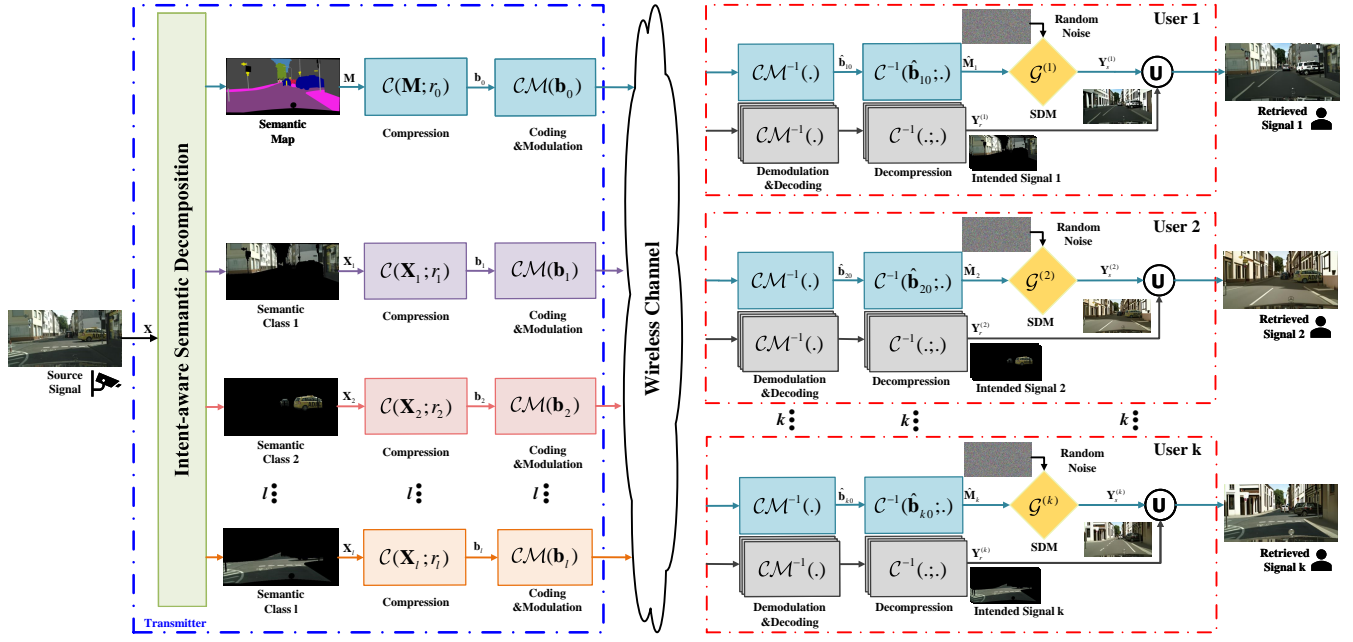 Source
Signal
X
Intent-aware Semantic Decomposition
Transmitter
Semantic
Map
M
C(M;r₀)
Compression
b₀
CM(b₀)
Coding
&Modulation
Semantic
Class 1
X₁
C(X₁;r₁)
Compression
b₁
CM(b₁)
Coding
&Modulation
Semantic
Class 2
X₂
C(X₂;r₂)
Compression
b₂
CM(b₂)
Coding
&Modulation
l
l
Semantic
Class l
Xₗ
C(Xₗ;rₗ)
Compression
bₗ
CM(bₗ)
Coding
&Modulation
Wireless Channel
User 1
Random
Noise
CM⁻¹(.)
b̂₁₀
C⁻¹(b̂₁₀;.)
M̂₁
G⁽¹⁾
SDM
Yₛ⁽¹⁾
U
CM⁻¹(.)
C⁻¹(.;.)
Yᵣ⁽¹⁾
Demodulation
&Decoding
Decompression
Intended Signal 1
Retrieved
Signal 1
User 2
Random
Noise
CM⁻¹(.)
b̂₂₀
C⁻¹(b̂₂₀;.)
M̂₂
G⁽²⁾
SDM
Yₛ⁽²⁾
U
CM⁻¹(.)
C⁻¹(.;.)
Yᵣ⁽²⁾
Demodulation
&Decoding
Decompression
Intended Signal 2
Retrieved
Signal 2
k
k
k
User k
Random
Noise
CM⁻¹(.)
b̂ₖ₀
C⁻¹(b̂ₖ₀;.)
M̂ₖ
G⁽ᵏ⁾
SDM
Yₛ⁽ᵏ⁾
U
CM⁻¹(.)
C⁻¹(.;.)
Yᵣ⁽ᵏ⁾
Demodulation
&Decoding
Decompression
Intended Signal k
Retrieved
Signal k